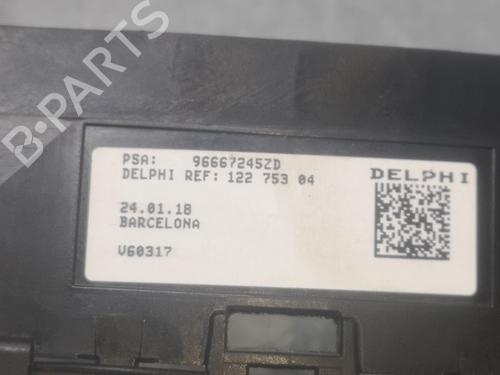 B-PARTS
PSA: 96667245ZD
DELPHI REF: 122 753 04
DELPHI
24.01.18
BARCELONA
V60317